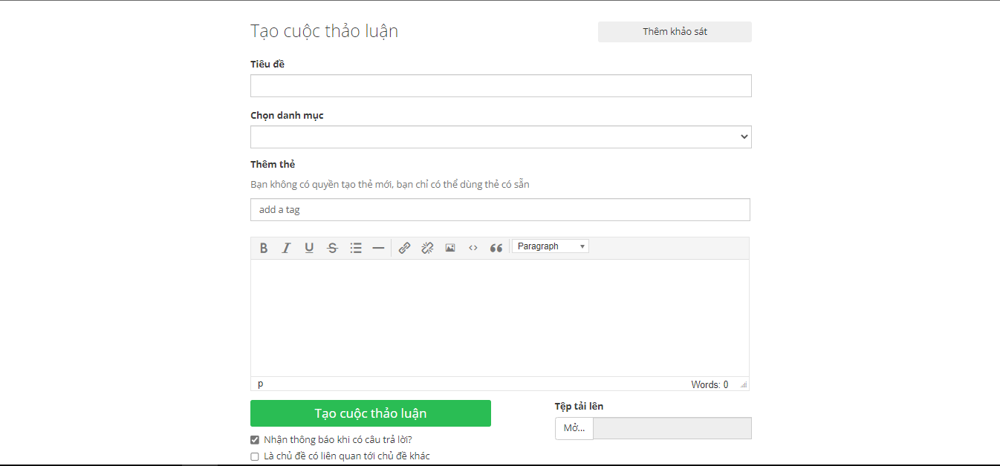 Tạo cuộc thảo luận
Thêm khảo sát
Tiêu đề
Chọn danh mục
Thêm thẻ
Bạn không có quyền tạo thẻ mới, bạn chỉ có thể dùng thẻ có sẵn
add a tag
B I U S Paragraph
p Words: 0
Tạo cuộc thảo luận
Tệp tải lên
Mở...
Nhận thông báo khi có câu trả lời?
Là chủ đề có liên quan tới chủ đề khác